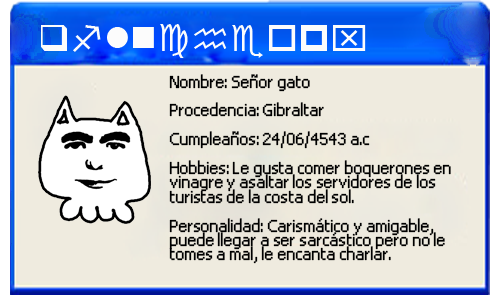 ❑♐●■♍♒♏□❐⌧
Nombre: Señor gato
Procedencia: Gibraltar
Cumpleaños: 24/06/4543 a.c
Hobbies: Le gusta comer boquerones en
vinagre y asaltar los servidores de los
turistas de la costa del sol.
Personalidad: Carismático y amigable,
puede llegar a ser sarcástico pero no le
tomes a mal, le encanta charlar.